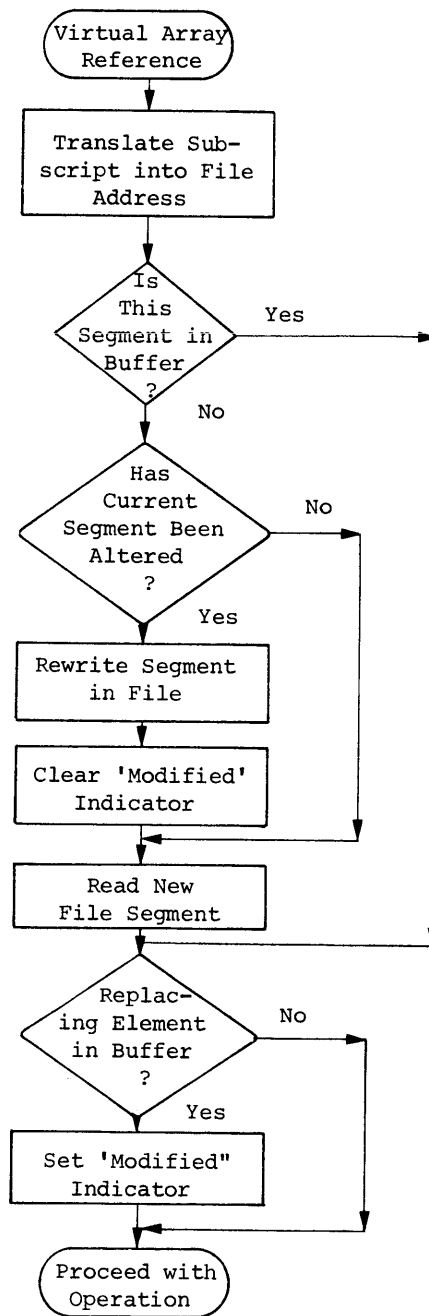 Virtual Array
Reference
Translate Sub-
script into File
Address
Is
This
Segment in
Buffer
?
Yes
No
Has
Current
Segment Been
Altered
?
No
Yes
Rewrite Segment
in File
Clear 'Modified'
Indicator
Read New
File Segment
Replac-
ing Element
in Buffer
?
No
Yes
Set 'Modified"
Indicator
Proceed with
Operation